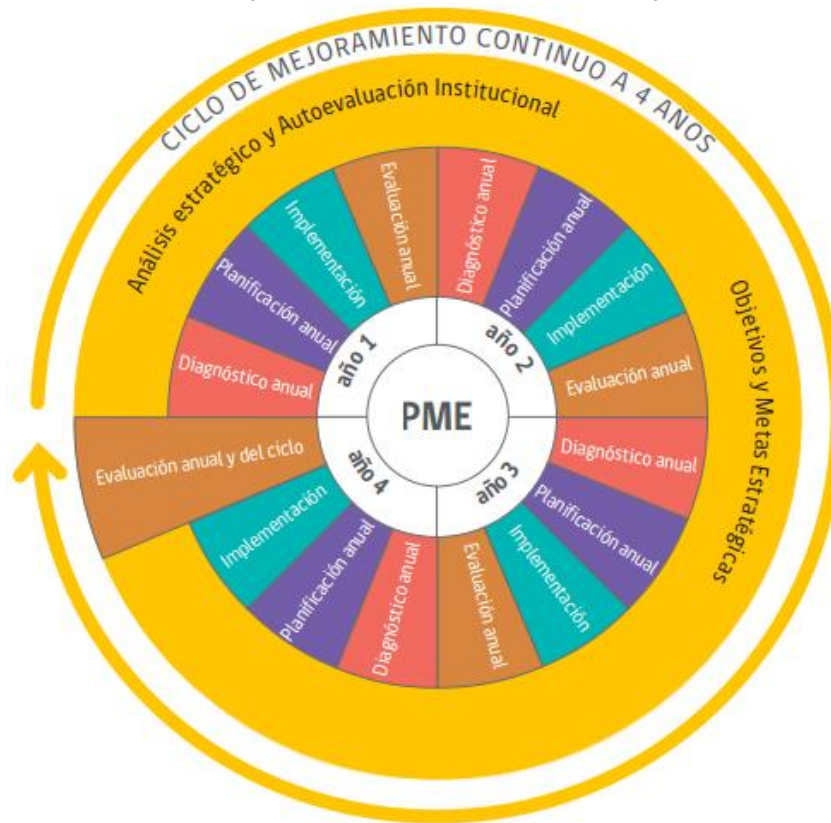 CICLO DE MEJORAMIENTO CONTINUO A 4 AÑOS
Análisis estratégico y Autoevaluación Institucional
Objetivos y Metas Estratégicas
PME
año 1
Diagnóstico anual
Planificación anual
Implementación
Evaluación anual
año 2
Diagnóstico anual
Planificación anual
Implementación
Evaluación anual
año 3
Diagnóstico anual
Planificación anual
Implementación
Evaluación anual
año 4
Diagnóstico anual
Planificación anual
Implementación
Evaluación anual y del ciclo